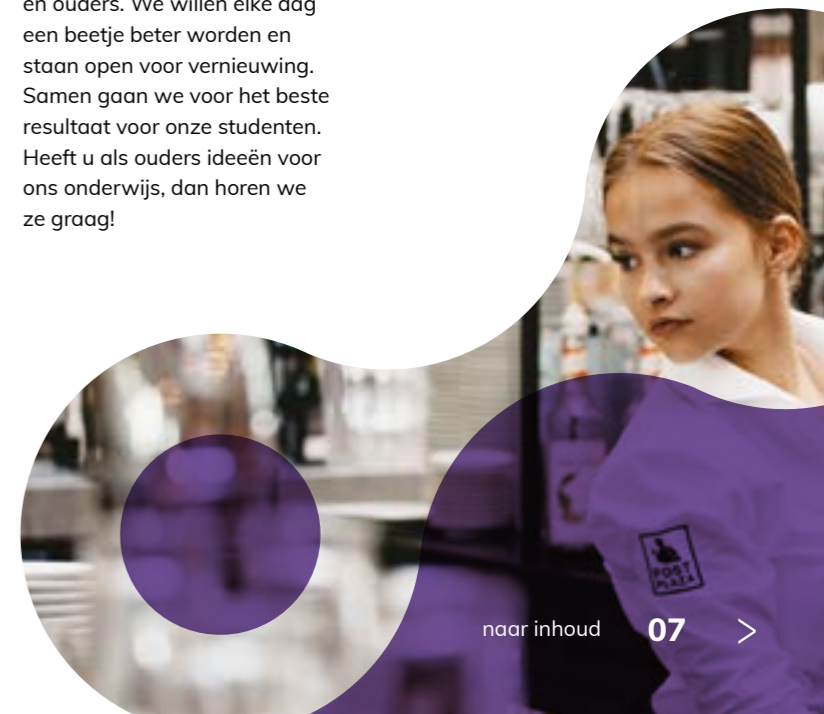 en ouders. We willen elke dag
een beetje beter worden en
staan open voor vernieuwing.
Samen gaan we voor het beste
resultaat voor onze studenten.
Heeft u als ouders ideeën voor
ons onderwijs, dan horen we
ze graag!
POST
PLAZA
naar inhoud 07 >